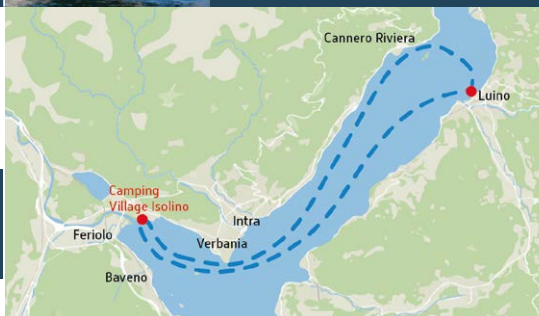 Cannero Riviera
Luino
Camping
Village Isolino
Intra
Feriolo
Verbania
Baveno